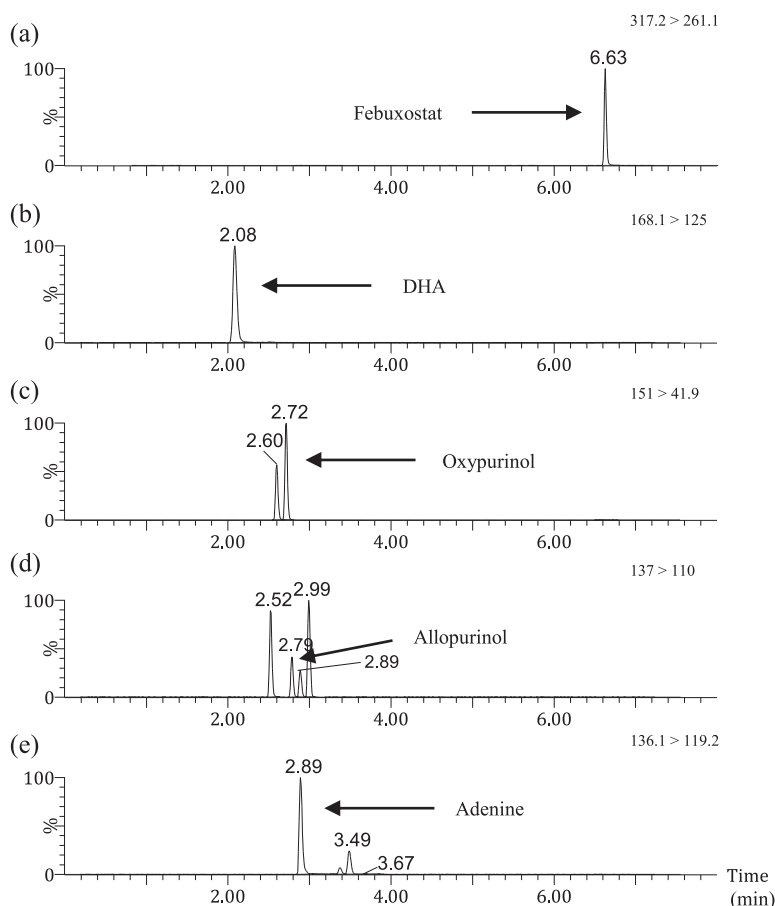 (a)
317.2 > 261.1
100
6.63
%
Febuxostat
0
2.00 4.00 6.00
(b)
168.1 > 125
100
2.08
%
DHA
0
2.00 4.00 6.00
(c)
151 > 41.9
100
2.72
2.60
%
Oxypurinol
0
2.00 4.00 6.00
(d)
137 > 110
100
2.52 2.99
2.79
Allopurinol
%
2.89
0
2.00 4.00 6.00
(e)
136.1 > 119.2
100
2.89
%
Adenine
3.49
3.67
0
2.00 4.00 6.00
Time
(min)